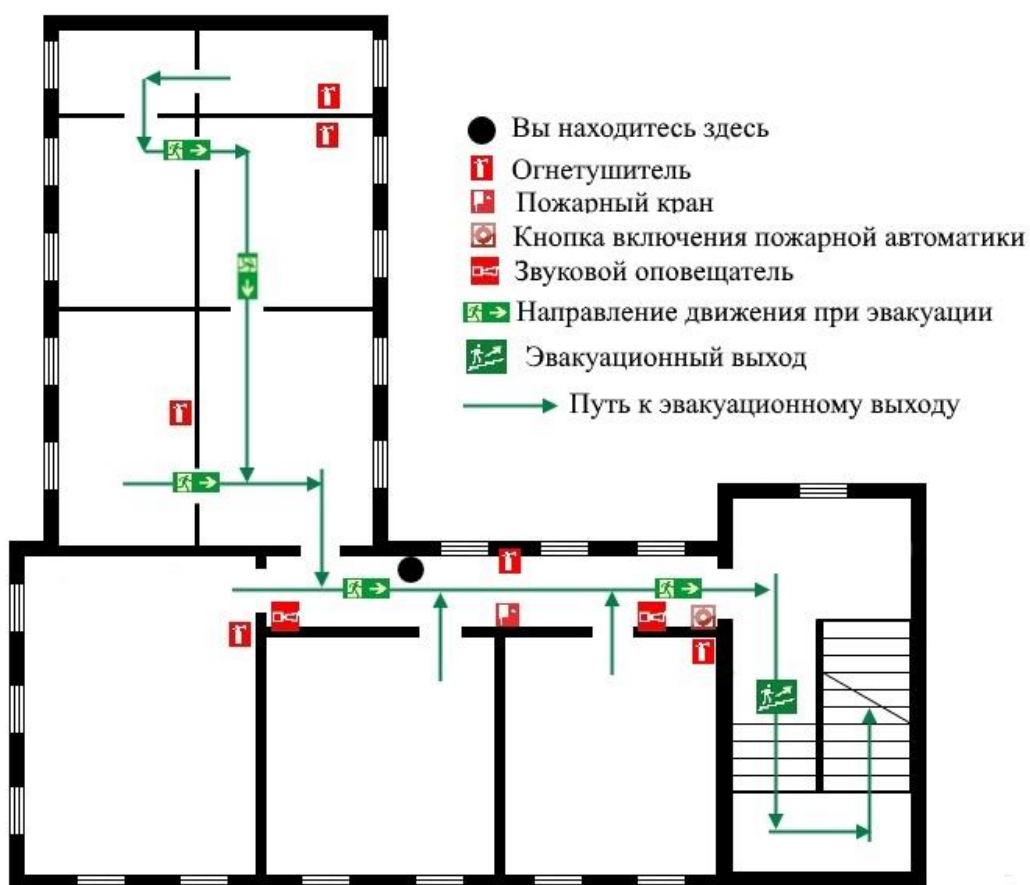 Вы находитесь здесь
Огнетушитель
Пожарный кран
Кнопка включения пожарной автоматики
Звуковой оповещатель
Направление движения при эвакуации
Эвакуационный выход
Путь к эвакуационному выходу